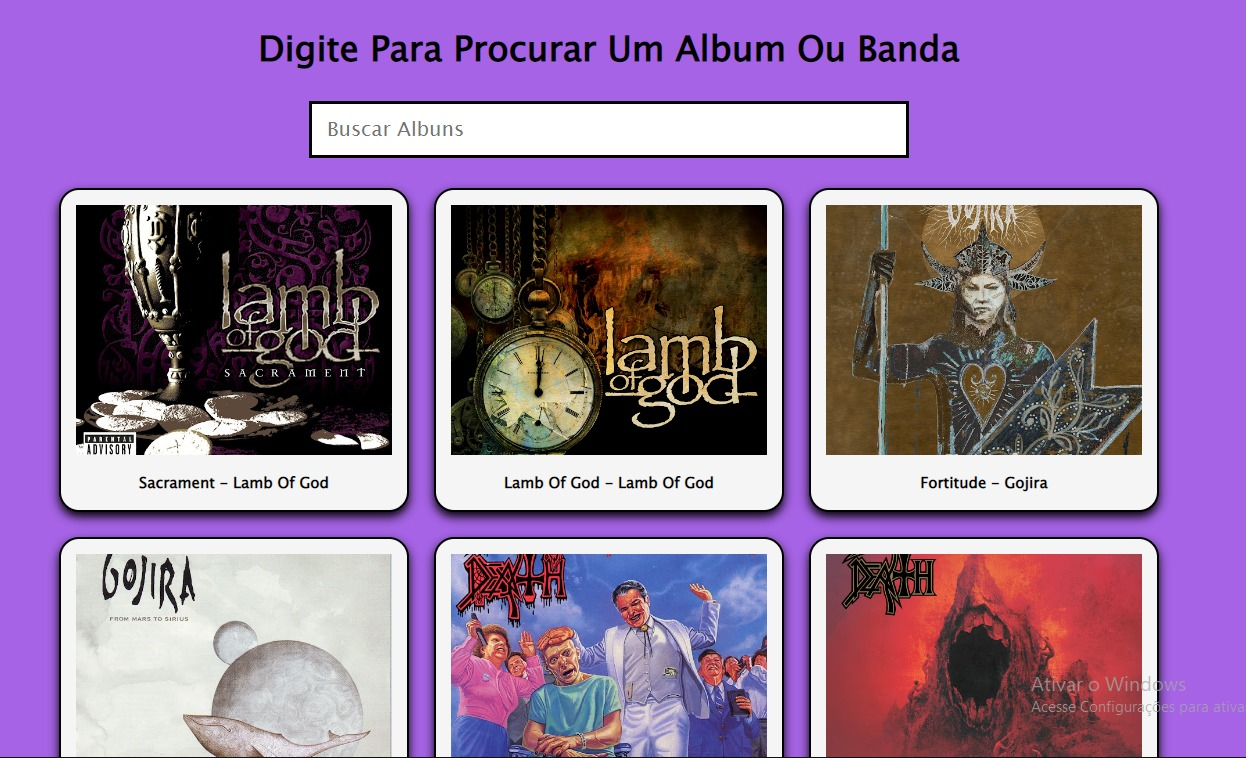 Digite Para Procurar Um Album Ou Banda
Buscar Albuns
lamb
of god
SACRAMENT
PARENTAL
ADVISORY
lamb
of god
GOJIRA
Sacrament – Lamb Of God
Lamb Of God – Lamb Of God
Fortitude – Gojira
GOJIRA
FROM MARS TO SIRIUS
DEATH
DEATH
Ativar o Windows
Acesse Configurações para ativa